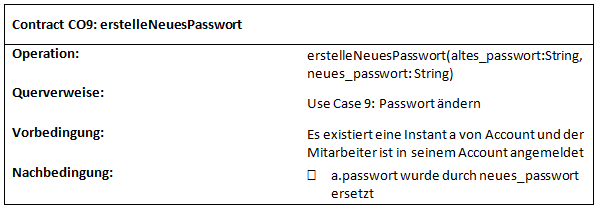 Contract CO9: erstelleNeuesPasswort
Operation: erstelleNeuesPasswort(altes_passwort:String,
neues_passwort: String)
Querverweise: Use Case 9: Passwort ändern
Vorbedingung: Es existiert eine Instant a von Account und der
Mitarbeiter ist in seinem Account angemeldet
Nachbedingung: a.passwort wurde durch neues_passwort
ersetzt